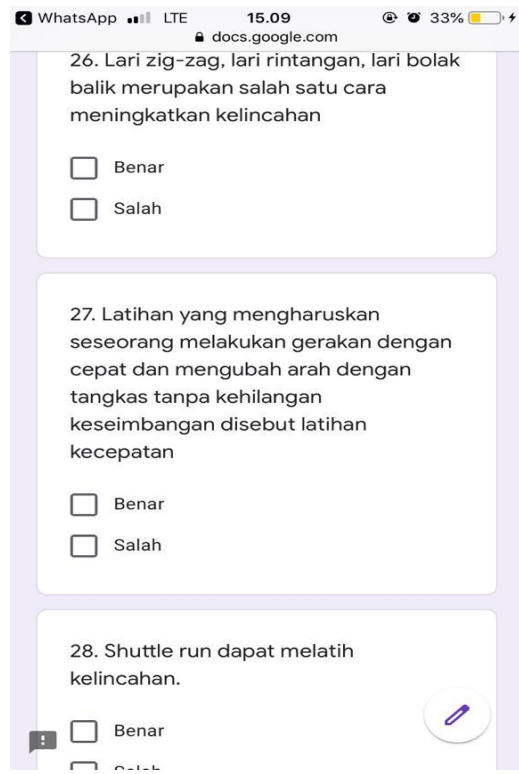 WhatsApp LTE 15.09 33%
docs.google.com
26. Lari zig-zag, lari rintangan, lari bolak
balik merupakan salah satu cara
meningkatkan kelincahan
Benar
Salah
27. Latihan yang mengharuskan
seseorang melakukan gerakan dengan
cepat dan mengubah arah dengan
tangkas tanpa kehilangan
keseimbangan disebut latihan
kecepatan
Benar
Salah
28. Shuttle run dapat melatih
kelincahan.
Benar